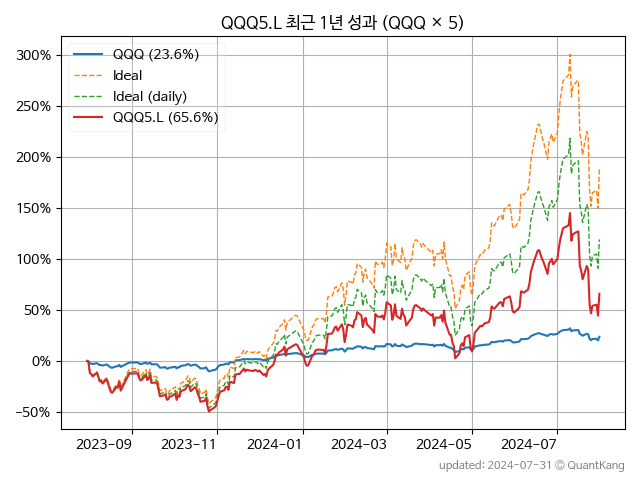 QQQ5.L 최근 1년 성과 (QQQ × 5)
QQQ (23.6%)
Ideal
Ideal (daily)
QQQ5.L (65.6%)
300%
250%
200%
150%
100%
50%
0%
−50%
2023-09 2023-11 2024-01 2024-03 2024-05 2024-07
updated: 2024-07-31 © QuantKang